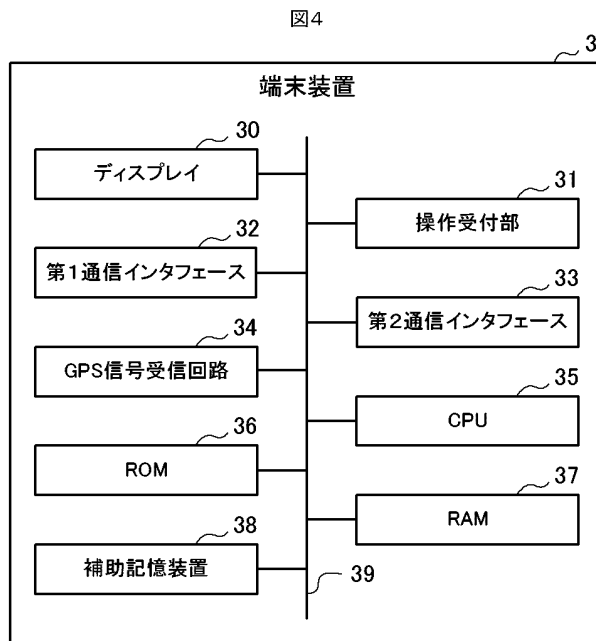 図4
3
端末装置
30
ディスプレイ
31
操作受付部
32
第1通信インタフェース
33
第2通信インタフェース
34
GPS信号受信回路
35
CPU
36
ROM
37
RAM
38
補助記憶装置
39